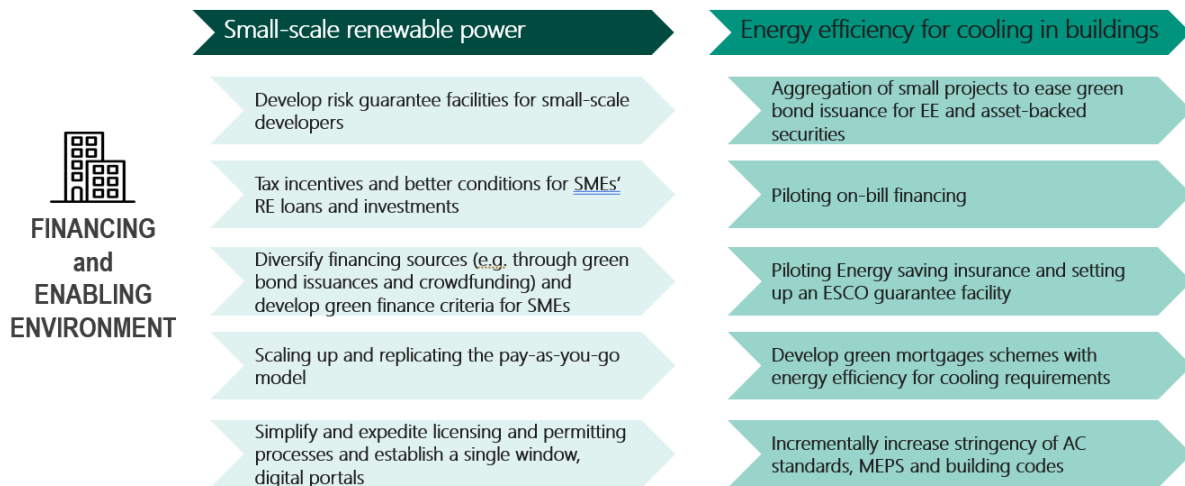 Small-scale renewable power
Energy efficiency for cooling in buildings
FINANCING
and
ENABLING
ENVIRONMENT
Develop risk guarantee facilities for small-scale
developers
Tax incentives and better conditions for SMEs’
RE loans and investments
Diversify financing sources (e.g. through green
bond issuances and crowdfunding) and
develop green finance criteria for SMEs
Scaling up and replicating the pay-as-you-go
model
Simplify and expedite licensing and permitting
processes and establish a single window,
digital portals
Aggregation of small projects to ease green
bond issuance for EE and asset-backed
securities
Piloting on-bill financing
Piloting Energy saving insurance and setting
up an ESCO guarantee facility
Develop green mortgages schemes with
energy efficiency for cooling requirements
Incrementally increase stringency of AC
standards, MEPS and building codes